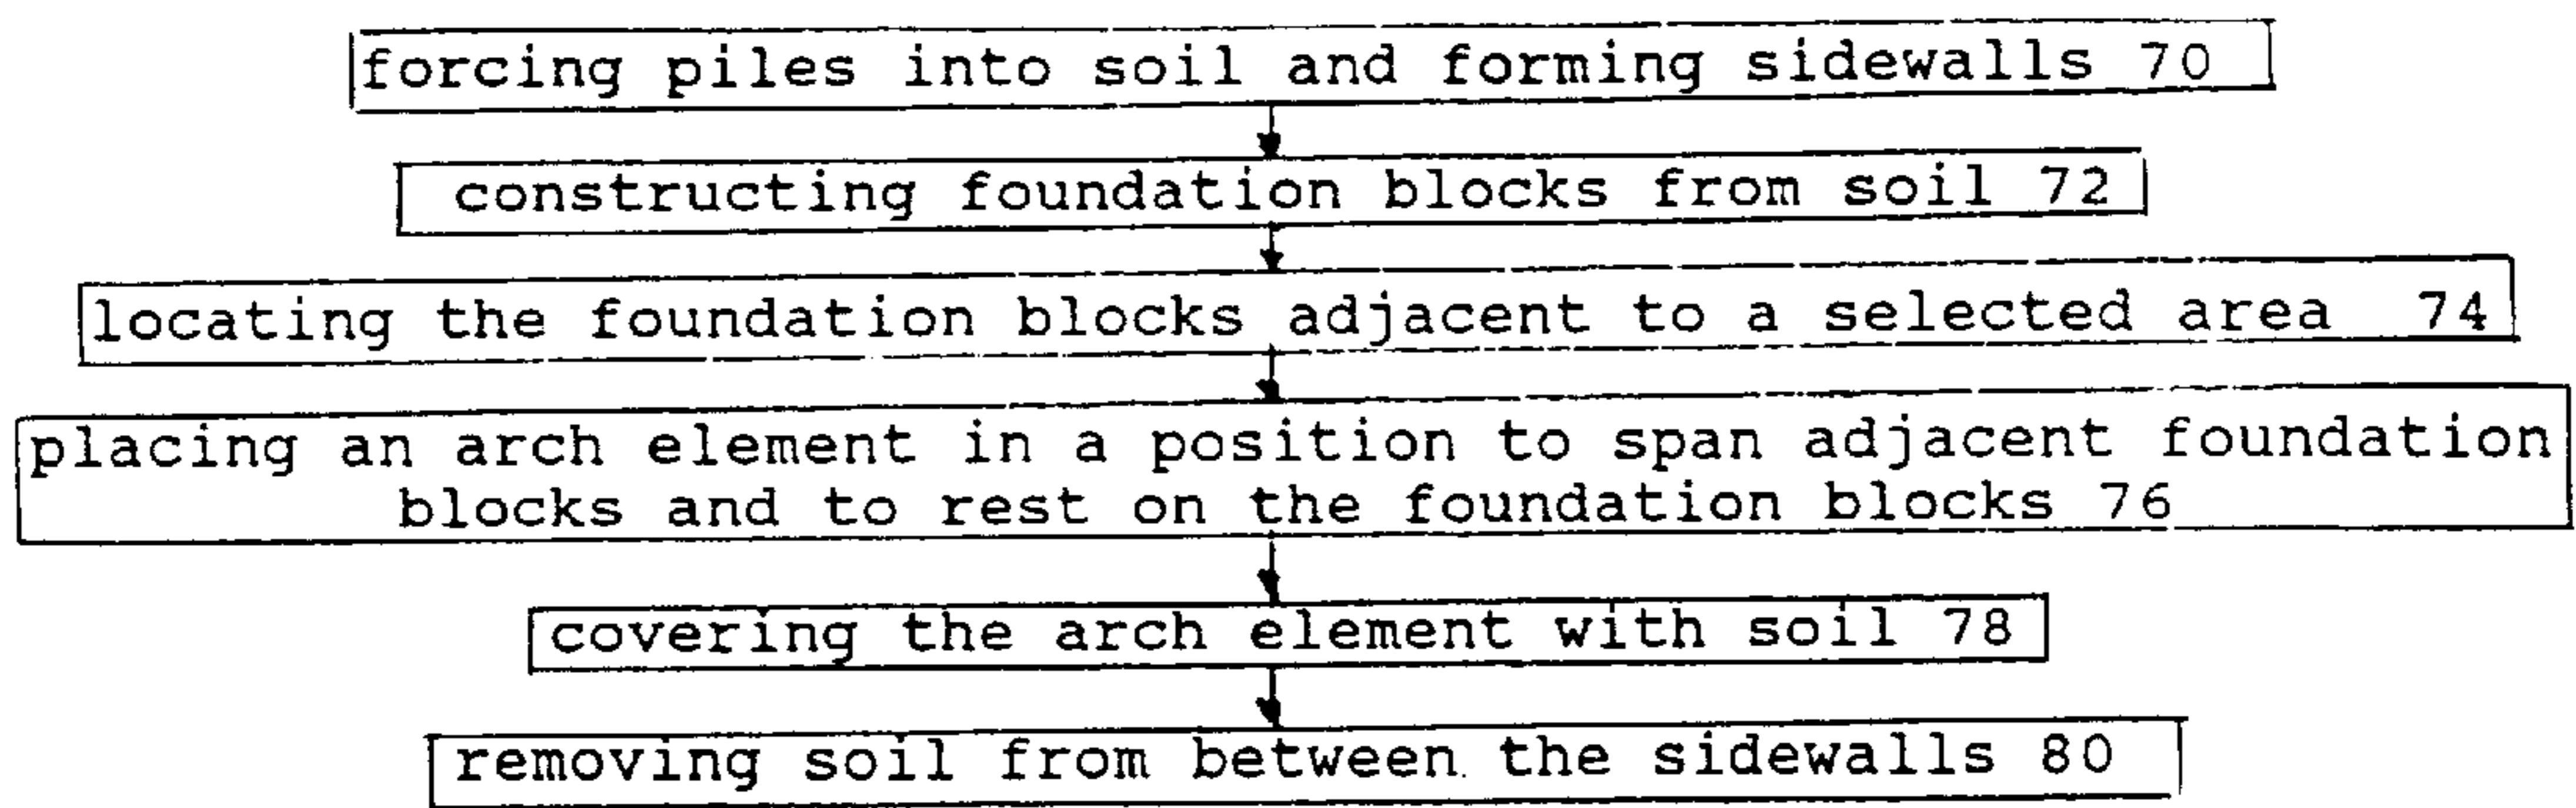 forcing piles into soil and forming sidewalls 70
constructing foundation blocks from soil 72
locating the foundation blocks adjacent to a selected area 74
placing an arch element in a position to span adjacent foundation
blocks and to rest on the foundation blocks 76
covering the arch element with soil 78
removing soil from between the sidewalls 80